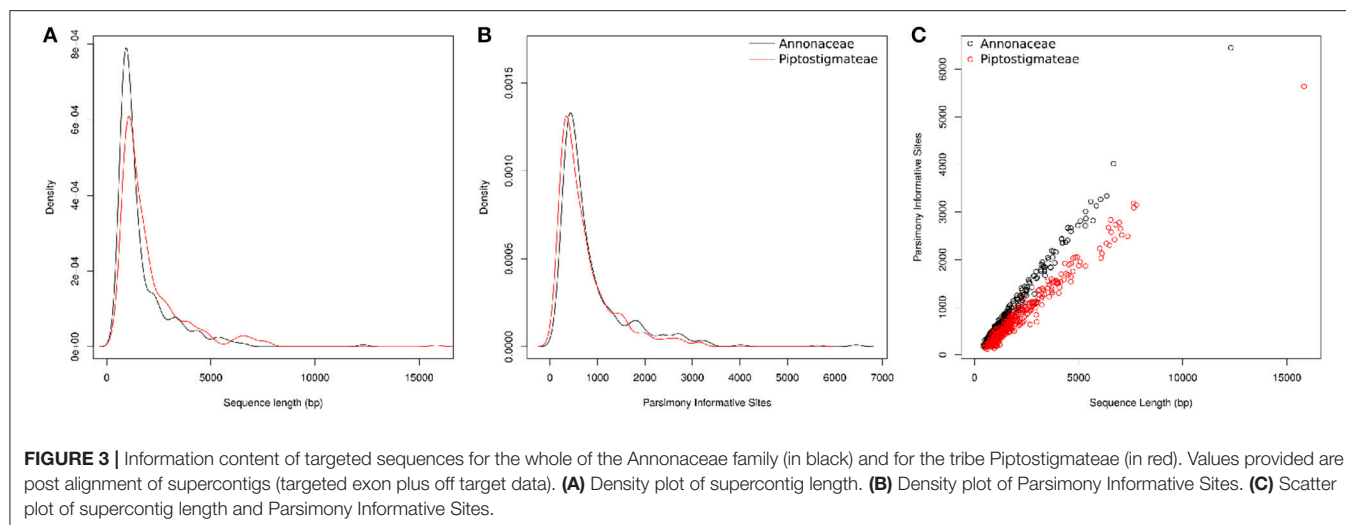 A
B
C
8e-04
6e-04
4e-04
2e-04
0e+00
Density
0
5000
10000
15000
Sequence length (bp)
Annonaceae
Piptostigmateae
0.0015
0.0010
0.0005
0.0000
Density
0
1000
2000
3000
4000
5000
6000
7000
Parsimony Informative Sites
Annonaceae
Piptostigmateae
6000
5000
4000
3000
2000
1000
0
Parsimony Informative Sites
0
5000
10000
15000
Sequence Length (bp)
FIGURE 3 | Information content of targeted sequences for the whole of the Annonaceae family (in black) and for the tribe Piptostigmateae (in red). Values provided are
post alignment of supercontigs (targeted exon plus off target data). (A) Density plot of supercontig length. (B) Density plot of Parsimony Informative Sites. (C) Scatter
plot of supercontig length and Parsimony Informative Sites.